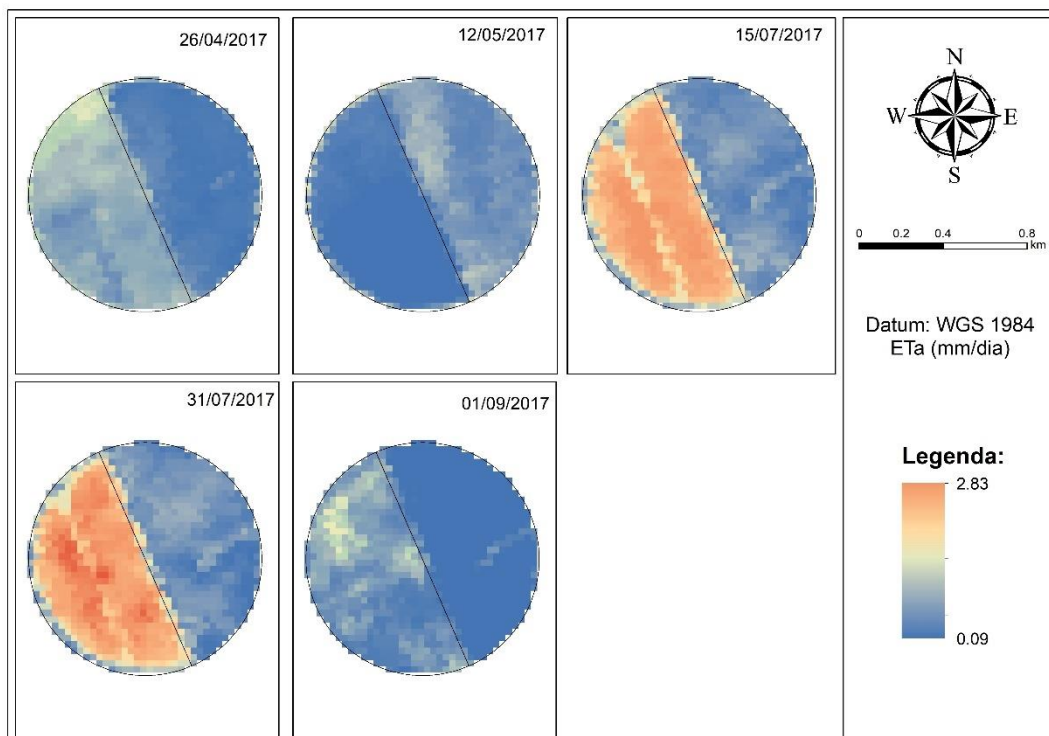 26/04/2017
12/05/2017
15/07/2017
N
W E
S
0 0.2 0.4 0.8
km
Datum: WGS 1984
ETa (mm/dia)
31/07/2017
01/09/2017
Legenda:
2.83
0.09